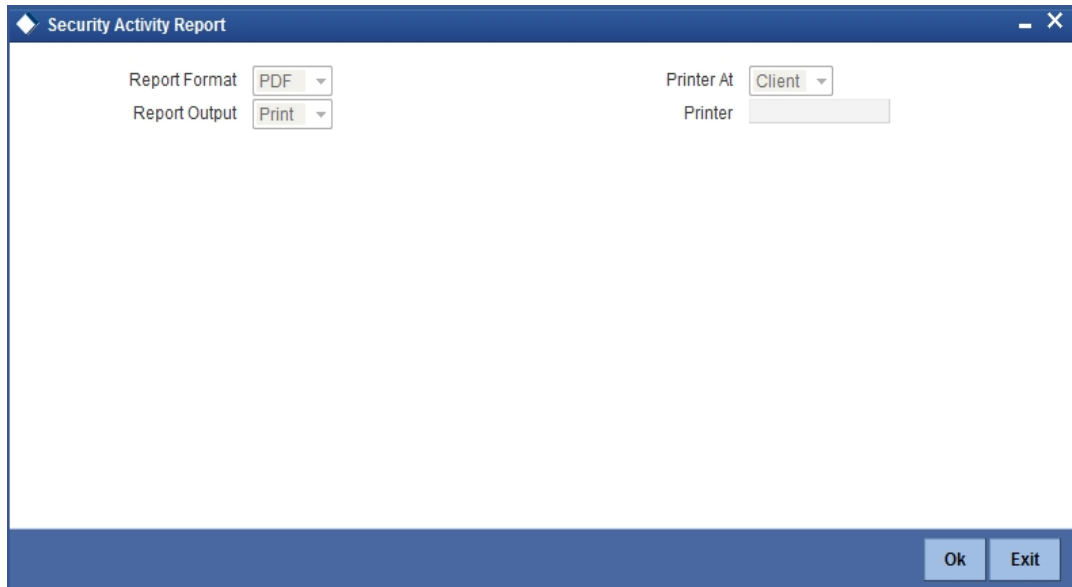 Security Activity Report
Report Format PDF Printer At Client
Report Output Print Printer
Ok Exit